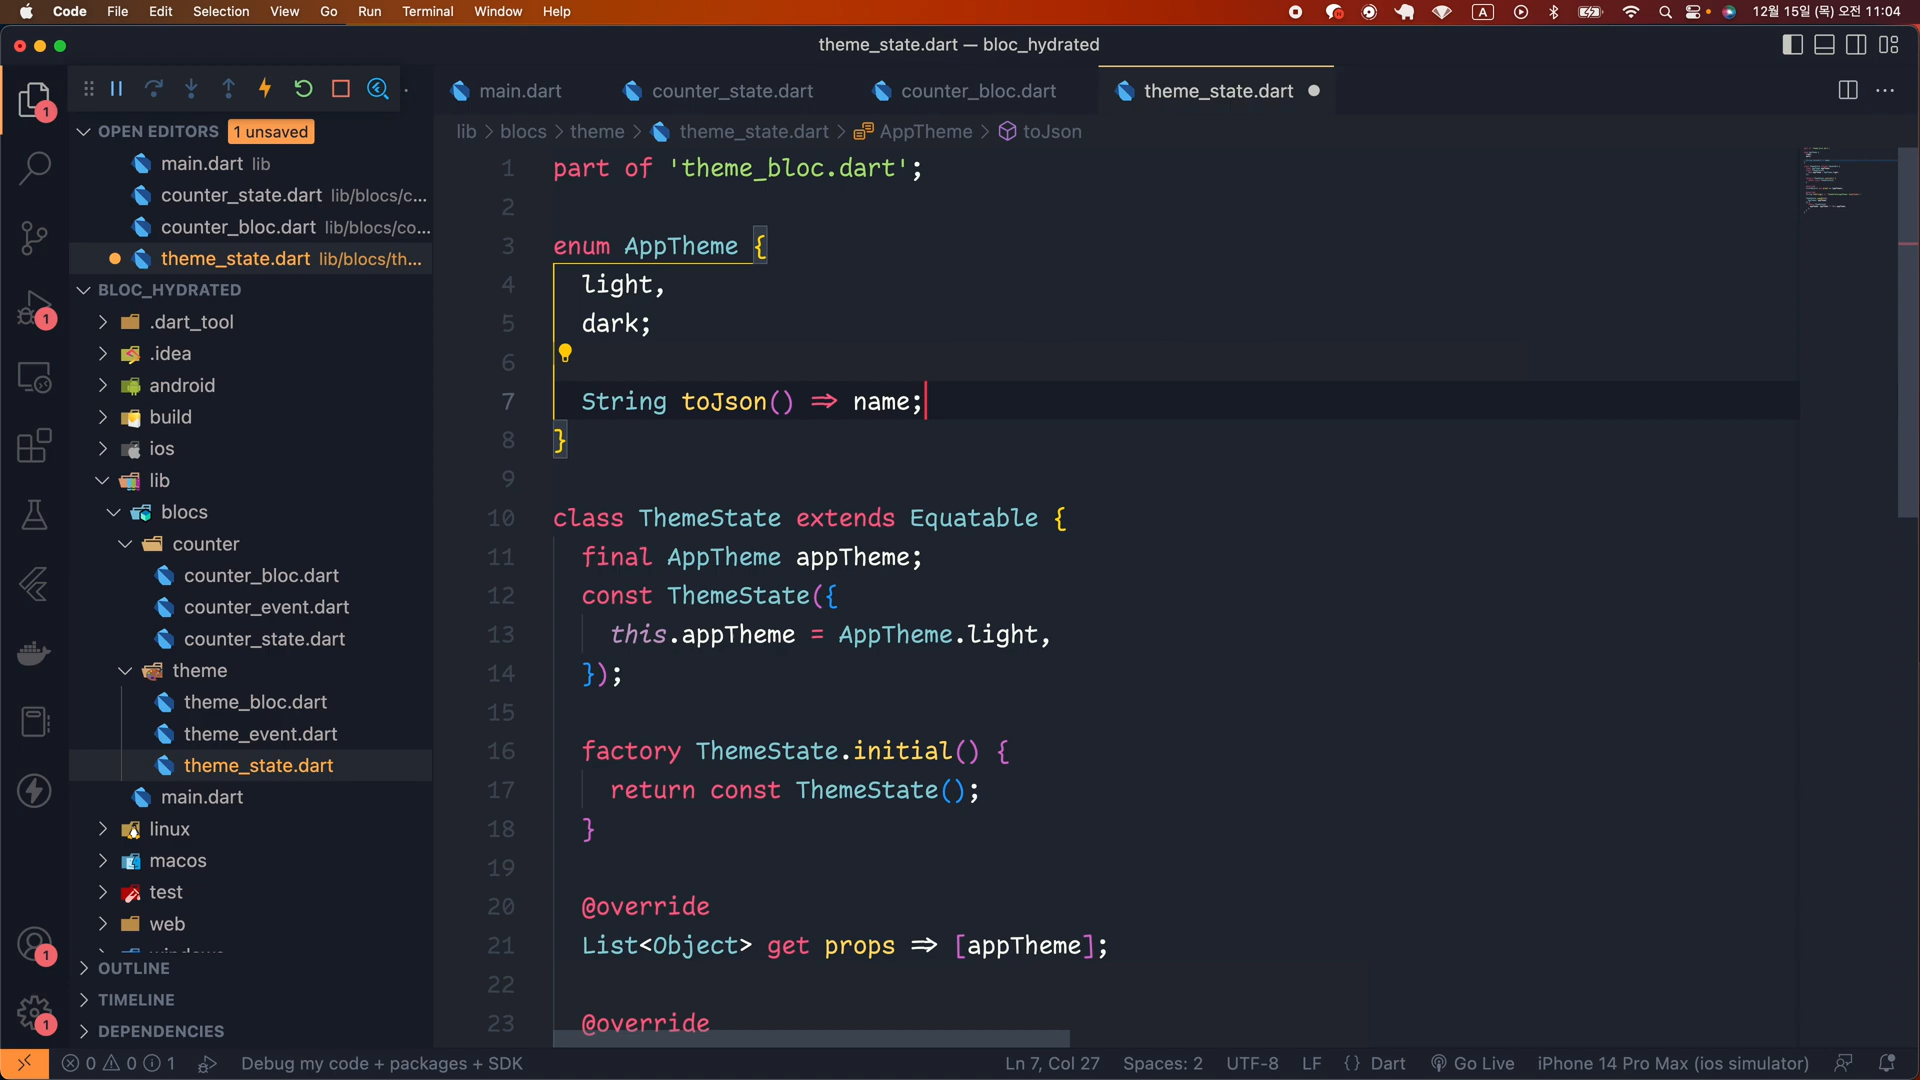 Code File Edit Selection View Go Run Terminal Window Help A 12월 15일 (목) 오전 11:04
theme_state.dart — bloc_hydrated
main.dart counter_state.dart counter_bloc.dart theme_state.dart
lib > blocs > theme > theme_state.dart > AppTheme > toJson
1
1
1
1
OPEN EDITORS 1 unsaved
main.dart lib
counter_state.dart lib/blocs/c...
counter_bloc.dart lib/blocs/co...
theme_state.dart lib/blocs/th...
BLOC_HYDRATED
.dart_tool
.idea
android
build
ios
lib
blocs
counter
counter_bloc.dart
counter_event.dart
counter_state.dart
theme
theme_bloc.dart
theme_event.dart
theme_state.dart
main.dart
linux
macos
test
web
OUTLINE
TIMELINE
DEPENDENCIES
1 part of 'theme_bloc.dart';
2
3 enum AppTheme {
4 light,
5 dark;
6
7 String toJson() => name;
8 }
9
10 class ThemeState extends Equatable {
11 final AppTheme appTheme;
12 const ThemeState({
13 this.appTheme = AppTheme.light,
14 });
15
16 factory ThemeState.initial() {
17 return const ThemeState();
18 }
19
20 @override
21 List<Object> get props => [appTheme];
22
23 @override
0 0 1 Debug my code + packages + SDK Ln 7, Col 27 Spaces: 2 UTF-8 LF {} Dart Go Live iPhone 14 Pro Max (ios simulator)